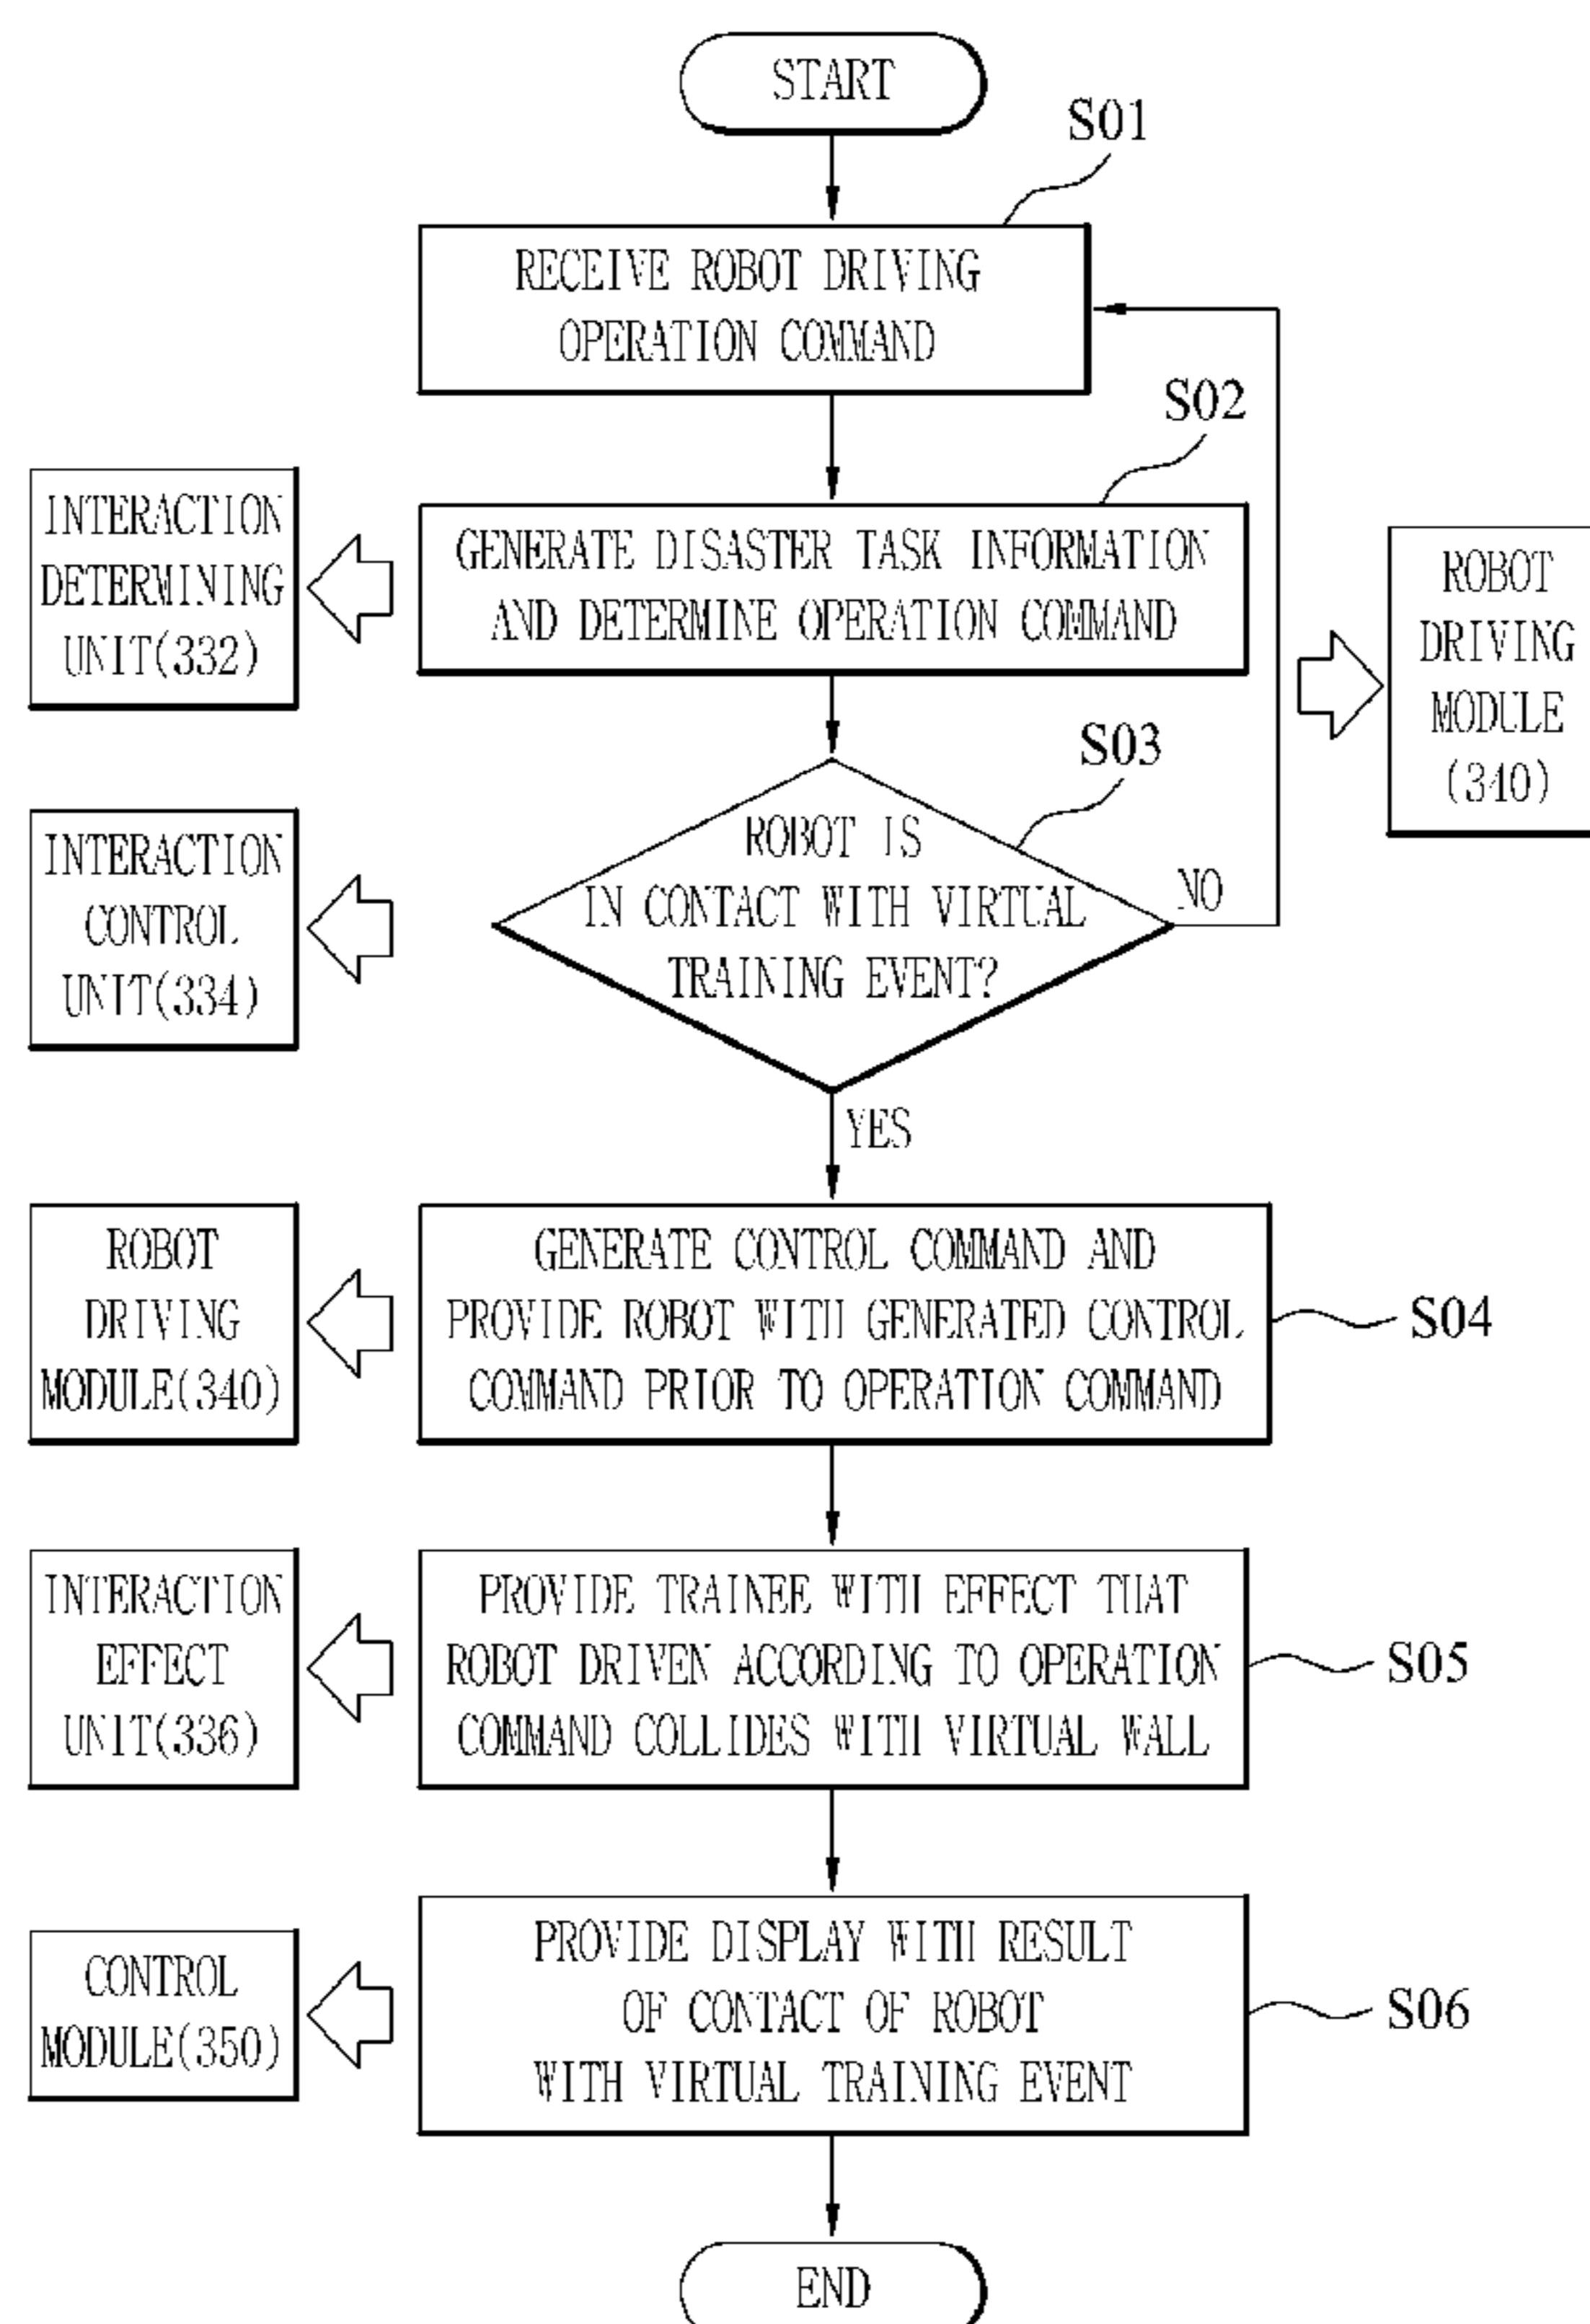 START
S01
RECEIVE ROBOT DRIVING
OPERATION COMMAND
S02
INTERACTION
DETERMINING
UNIT(332)
GENERATE DISASTER TASK INFORMATION
AND DETERMINE OPERATION COMMAND
ROBOT
DRIVING
MODULE
(340)
S03
INTERACTION
CONTROL
UNIT(334)
ROBOT IS
IN CONTACT WITH VIRTUAL
TRAINING EVENT?
NO
YES
ROBOT
DRIVING
MODULE(340)
GENERATE CONTROL COMMAND AND
PROVIDE ROBOT WITH GENERATED CONTROL
COMMAND PRIOR TO OPERATION COMMAND
S04
INTERACTION
EFFECT
UNIT(336)
PROVIDE TRAINEE WITH EFFECT THAT
ROBOT DRIVEN ACCORDING TO OPERATION
COMMAND COLLIDES WITH VIRTUAL WALL
S05
CONTROL
MODULE(350)
PROVIDE DISPLAY WITH RESULT
OF CONTACT OF ROBOT
WITH VIRTUAL TRAINING EVENT
S06
END